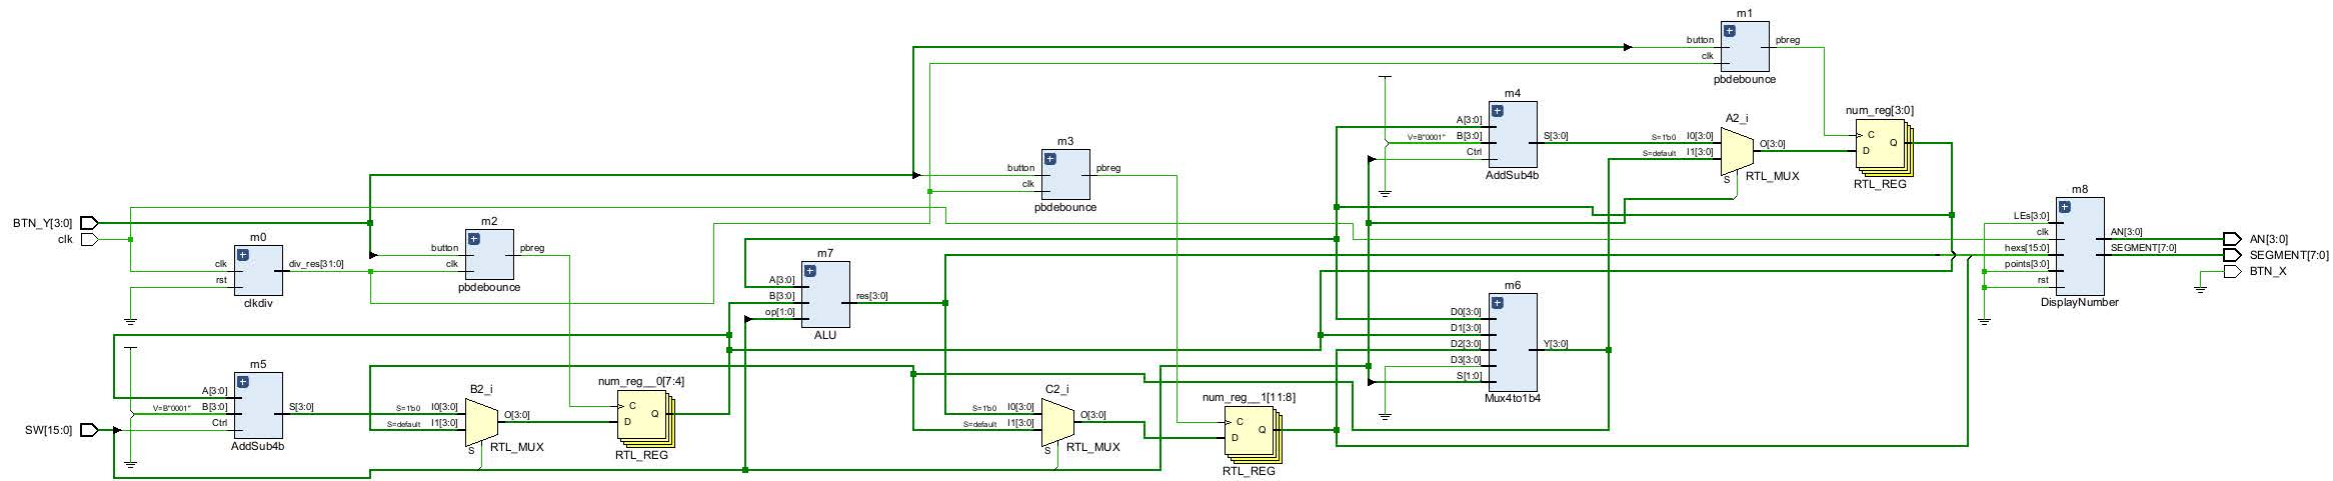 BTN_Y[3:0]
clk
SW[15:0]
m0
clk
rst
div_res[31:0]
clkdiv
m5
A[3:0]
V=B"0001"
B[3:0]
Ctrl
S[3:0]
AddSub4b
m2
button
clk
pbreg
pbdebounce
B2_i
S=1'b0
I0[3:0]
S=default
I1[3:0]
S
O[3:0]
RTL_MUX
num_reg__0[7:4]
C
D
Q
RTL_REG
m7
A[3:0]
B[3:0]
op[1:0]
res[3:0]
ALU
m3
button
clk
pbreg
pbdebounce
C2_i
S=1'b0
I0[3:0]
S=default
I1[3:0]
S
O[3:0]
RTL_MUX
num_reg__1[11:8]
C
D
Q
RTL_REG
m4
A[3:0]
V=B"0001"
B[3:0]
Ctrl
S[3:0]
AddSub4b
m6
D0[3:0]
D1[3:0]
D2[3:0]
D3[3:0]
S[1:0]
Y[3:0]
Mux4to1b4
m1
button
clk
pbreg
pbdebounce
A2_i
S=1'b0
I0[3:0]
S=default
I1[3:0]
S
O[3:0]
RTL_MUX
num_reg[3:0]
C
D
Q
RTL_REG
m8
LEs[3:0]
clk
hexs[15:0]
points[3:0]
rst
AN[3:0]
SEGMENT[7:0]
DisplayNumber
AN[3:0]
SEGMENT[7:0]
BTN_X